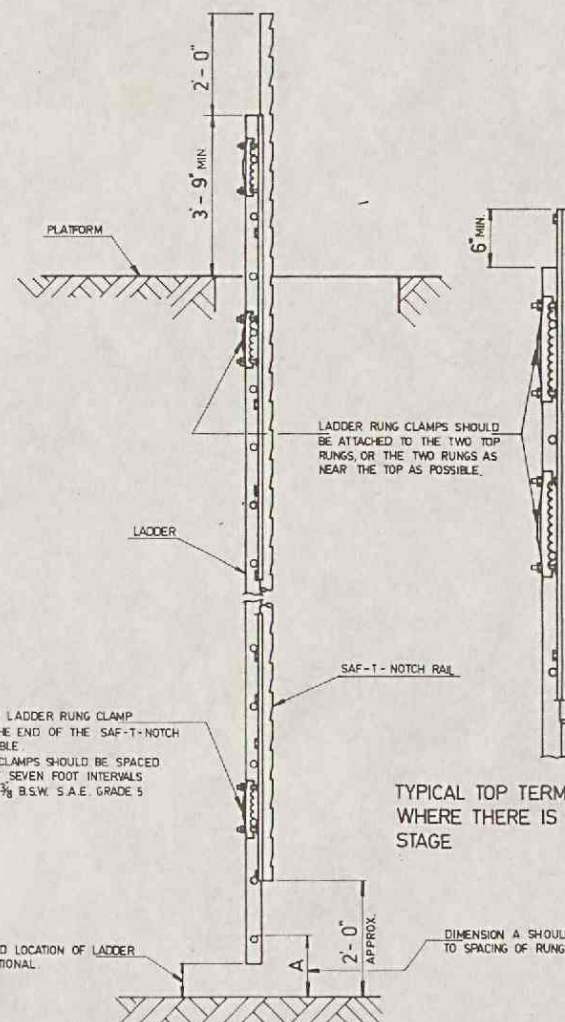 2'-0"
3'-9" MIN
PLATFORM
6" MIN.
LADDER RUNG CLAMPS SHOULD
BE ATTACHED TO THE TWO TOP
RUNGS, OR THE TWO RUNGS AS
NEAR THE TOP AS POSSIBLE.
LADDER
SAF-T-NOTCH RAIL
LADDER RUNG CLAMP
HE END OF THE SAF-T-NOTCH
BLE.
CLAMPS SHOULD BE SPACED
SEVEN FOOT INTERVALS
3/8 B.S.W. S.A.E. GRADE 5
TYPICAL TOP TERM
WHERE THERE IS
STAGE
D LOCATION OF LADDER
TIONAL.
A
2'-0"
APPROX.
DIMENSION A SHOUL
TO SPACING OF RUNG